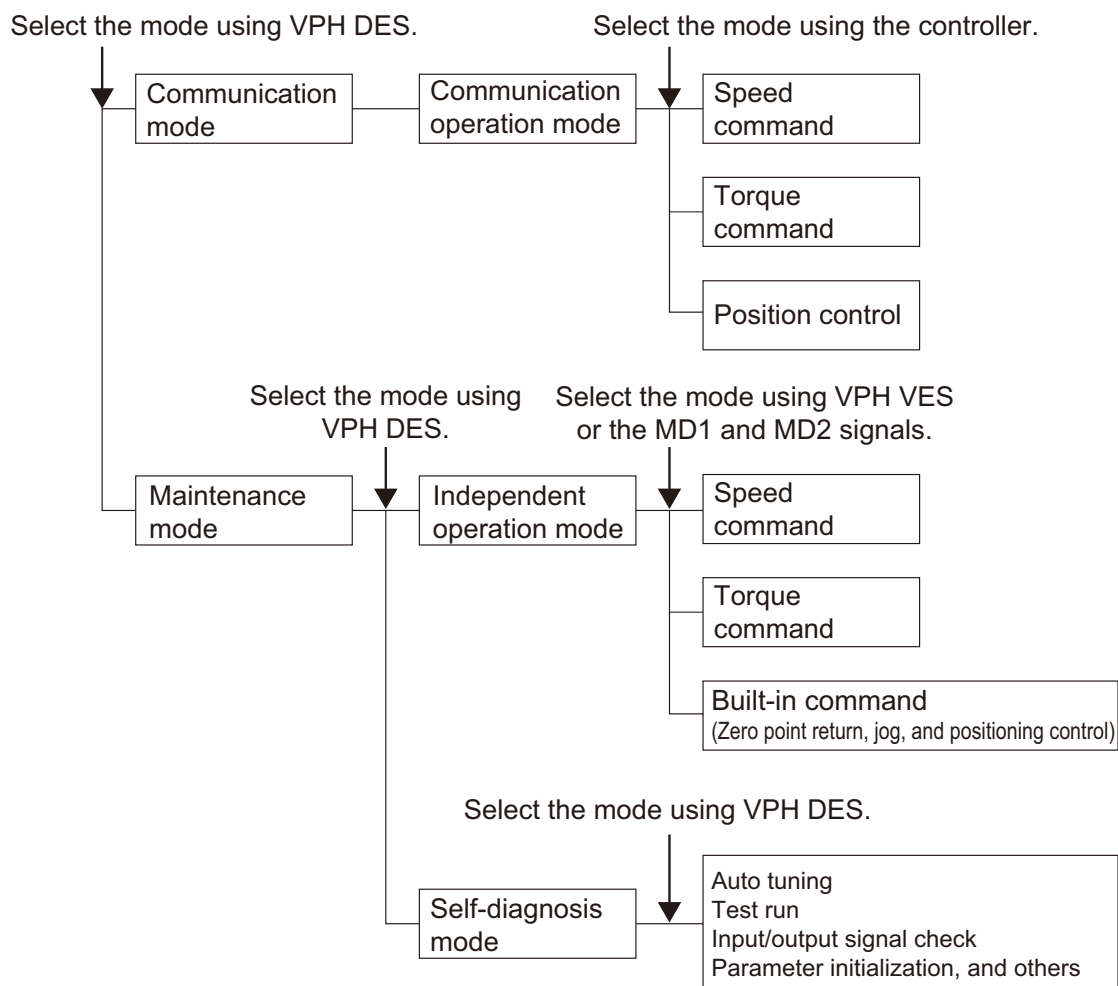 Select the mode using VPH DES.
Select the mode using the controller.
Communication
mode
Communication
operation mode
Speed
command
Torque
command
Position control
Select the mode using
VPH DES.
Select the mode using VPH VES
or the MD1 and MD2 signals.
Maintenance
mode
Independent
operation mode
Speed
command
Torque
command
Built-in command
(Zero point return, jog, and positioning control)
Select the mode using VPH DES.
Self-diagnosis
mode
Auto tuning
Test run
Input/output signal check
Parameter initialization, and others